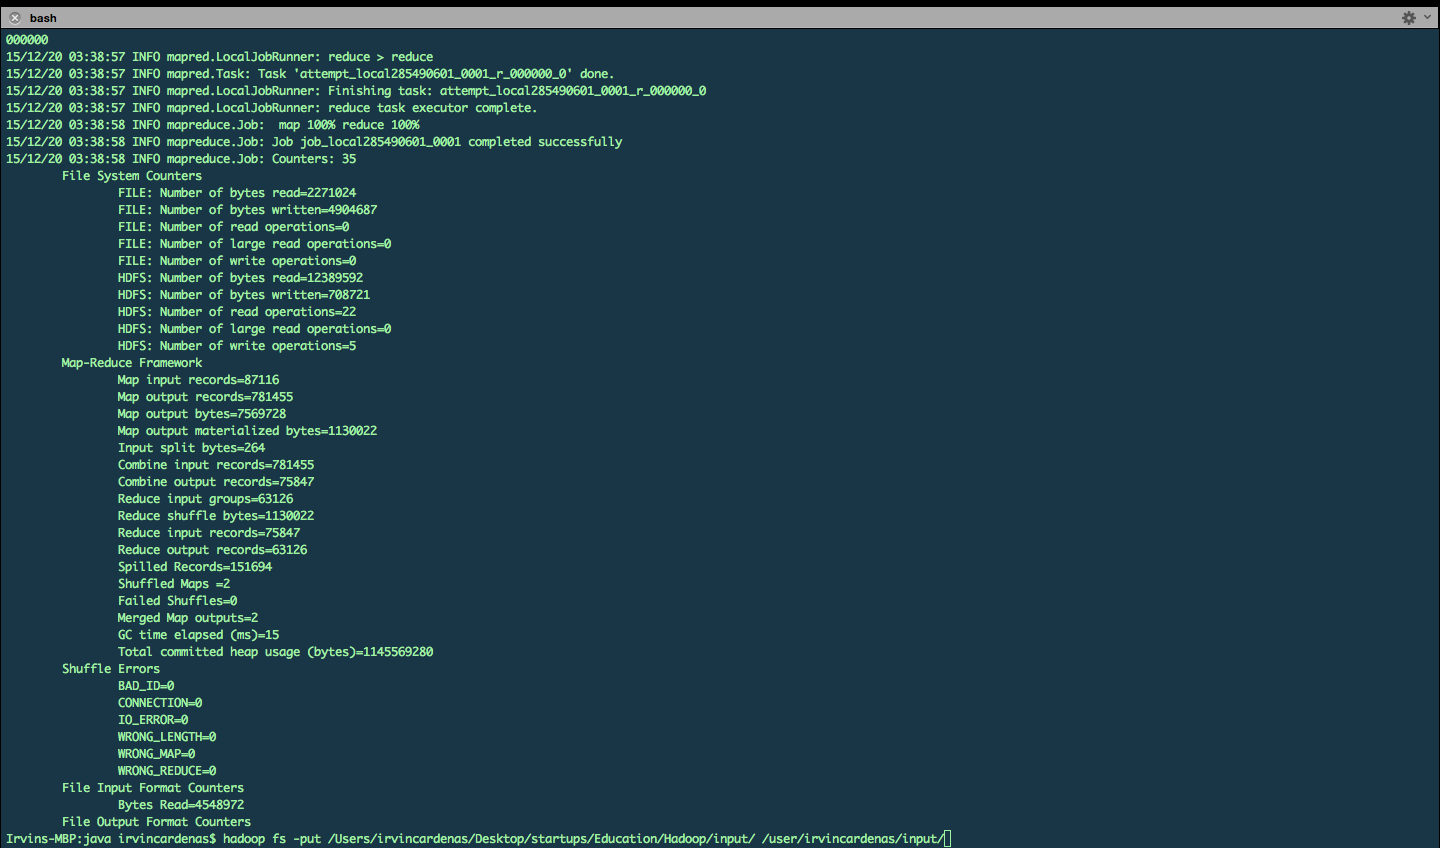 bash
000000
15/12/20 03:38:57 INFO mapred.LocalJobRunner: reduce > reduce
15/12/20 03:38:57 INFO mapred.Task: Task 'attempt_local285490601_0001_r_000000_0' done.
15/12/20 03:38:57 INFO mapred.LocalJobRunner: Finishing task: attempt_local285490601_0001_r_000000_0
15/12/20 03:38:57 INFO mapred.LocalJobRunner: reduce task executor complete.
15/12/20 03:38:58 INFO mapreduce.Job:  map 100% reduce 100%
15/12/20 03:38:58 INFO mapreduce.Job: Job job_local285490601_0001 completed successfully
15/12/20 03:38:58 INFO mapreduce.Job: Counters: 35
File System Counters
FILE: Number of bytes read=2271024
FILE: Number of bytes written=4904687
FILE: Number of read operations=0
FILE: Number of large read operations=0
FILE: Number of write operations=0
HDFS: Number of bytes read=12389592
HDFS: Number of bytes written=708721
HDFS: Number of read operations=22
HDFS: Number of large read operations=0
HDFS: Number of write operations=5
Map-Reduce Framework
Map input records=87116
Map output records=781455
Map output bytes=7569728
Map output materialized bytes=1130022
Input split bytes=264
Combine input records=781455
Combine output records=75847
Reduce input groups=63126
Reduce shuffle bytes=1130022
Reduce input records=75847
Reduce output records=63126
Spilled Records=151694
Shuffled Maps =2
Failed Shuffles=0
Merged Map outputs=2
GC time elapsed (ms)=15
Total committed heap usage (bytes)=1145569280
Shuffle Errors
BAD_ID=0
CONNECTION=0
IO_ERROR=0
WRONG_LENGTH=0
WRONG_MAP=0
WRONG_REDUCE=0
File Input Format Counters
Bytes Read=4548972
File Output Format Counters
Irvins-MBP:java irvincardenas$ hadoop fs -put /Users/irvincardenas/Desktop/startups/Education/Hadoop/input/ /user/irvincardenas/input/